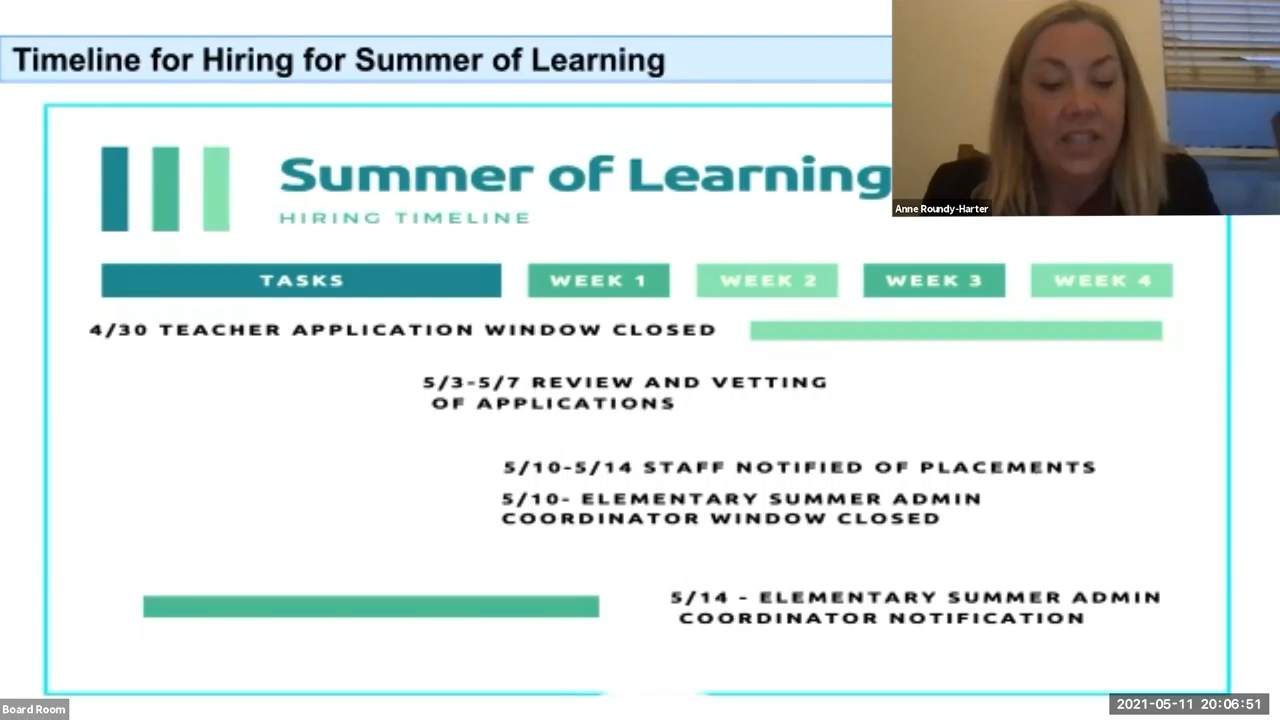 Timeline for Hiring for Summer of Learning
Summer of Learning
HIRING TIMELINE
TASKS
WEEK 1
WEEK 2
WEEK 3
WEEK 4
4/30 TEACHER APPLICATION WINDOW CLOSED
5/3-5/7 REVIEW AND VETTING
OF APPLICATIONS
5/10-5/14 STAFF NOTIFIED OF PLACEMENTS
5/10- ELEMENTARY SUMMER ADMIN
COORDINATOR WINDOW CLOSED
5/14 - ELEMENTARY SUMMER ADMIN
COORDINATOR NOTIFICATION
Anne Roundy-Harter
Board Room
2021-05-11 20:06:51